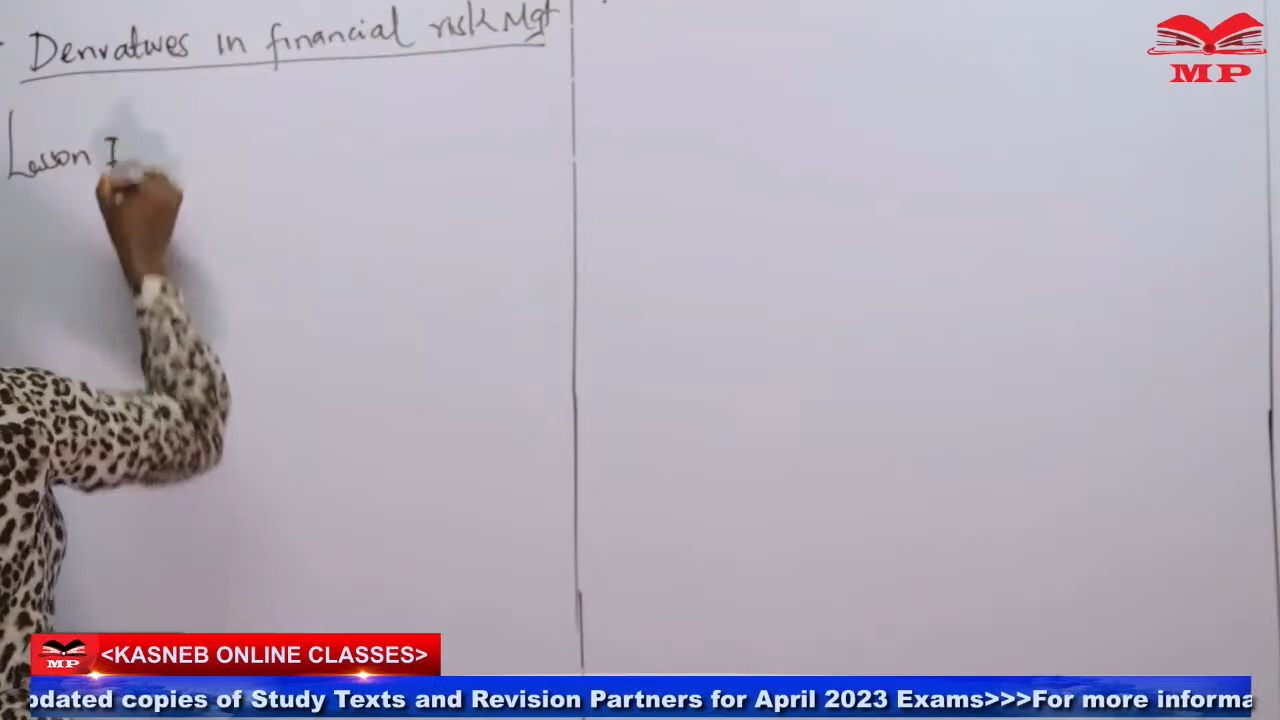 Derivatives in financial risk Mgt
Lesson I
MP
MP
<KASNEB ONLINE CLASSES>
pdated copies of Study Texts and Revision Partners for April 2023 Exams>>>For more informa